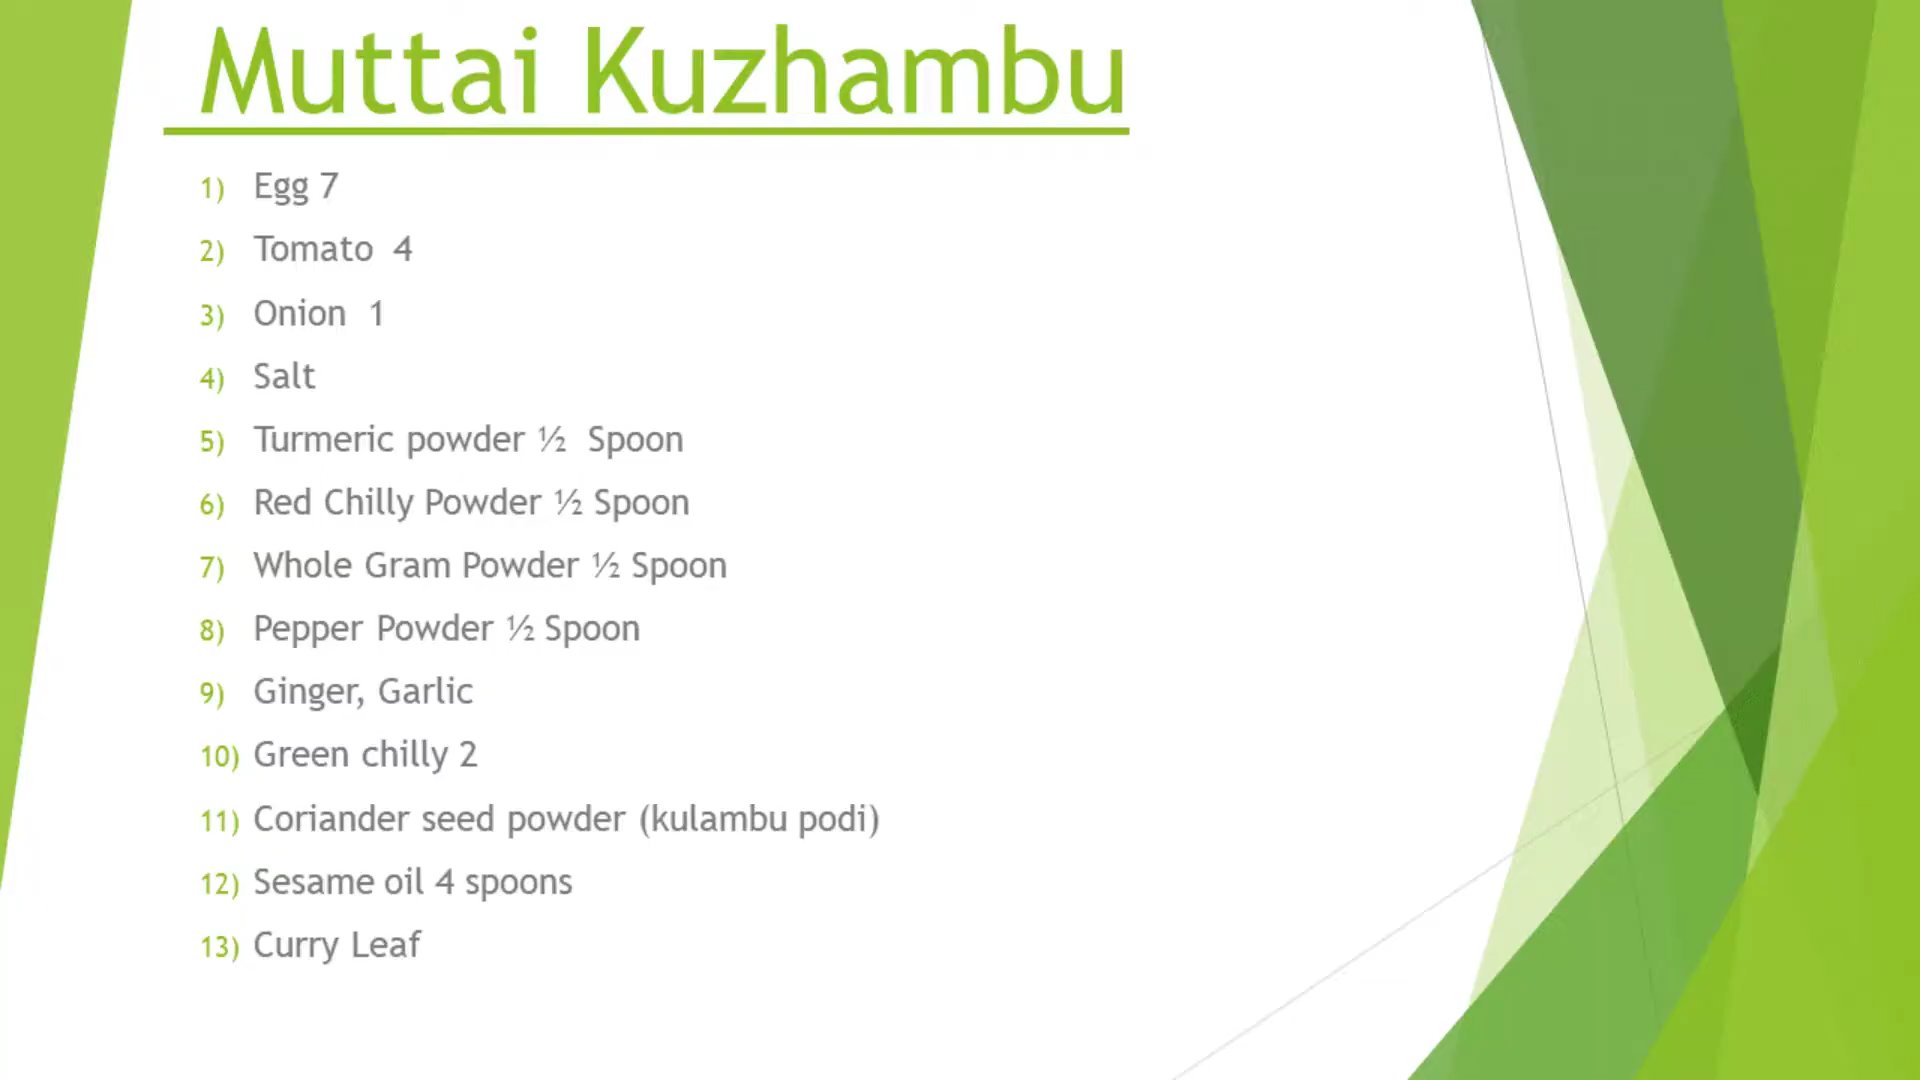 Muttai Kuzhambu
1) Egg 7
2) Tomato 4
3) Onion 1
4) Salt
5) Turmeric powder ½ Spoon
6) Red Chilly Powder ½ Spoon
7) Whole Gram Powder ½ Spoon
8) Pepper Powder ½ Spoon
9) Ginger, Garlic
10) Green chilly 2
11) Coriander seed powder (kulambu podi)
12) Sesame oil 4 spoons
13) Curry Leaf